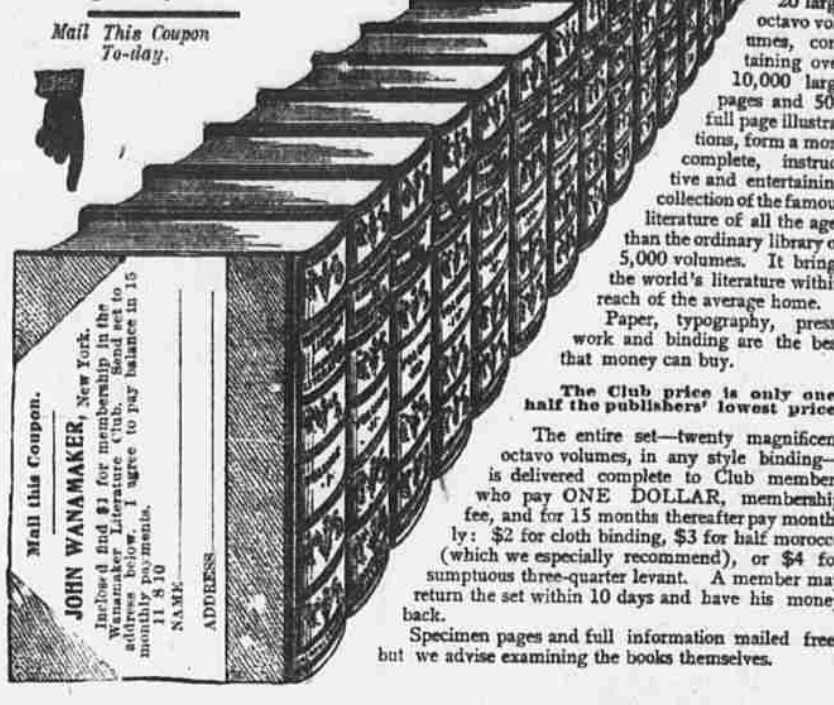 Mail This Coupon
To-day.
20 larg
octavo vo
umes, con
taining ove
10,000 larg
pages and 50
full page illustra
tions, form a mor
complete, instruc
tive and entertainin
collection of the famou
literature of all the age
than the ordinary library o
5,000 volumes. It bring
the world's literature within
reach of the average home.
Paper, typography, press
work and binding are the bes
that money can buy.
The Club price is only one
half the publishers' lowest price
The entire set—twenty magnificen
octavo volumes, in any style binding—
is delivered complete to Club member
who pay ONE DOLLAR, membershi
fee, and for 15 months thereafter pay month
ly: $2 for cloth binding, $3 for half morocc
(which we especially recommend), or $4 fo
sumptuous three-quarter levant. A member ma
return the set within 10 days and have his mone
back.
Specimen pages and full information mailed free
but we advise examining the books themselves.
Mail this Coupon.
JOHN WANAMAKER, New York.
Inclosed find $1 for membership in the
Wanamaker Literature Club. Send set to
address below. I agree to pay balance in 15
monthly payments.
11 8 10
NAME
ADDRESS